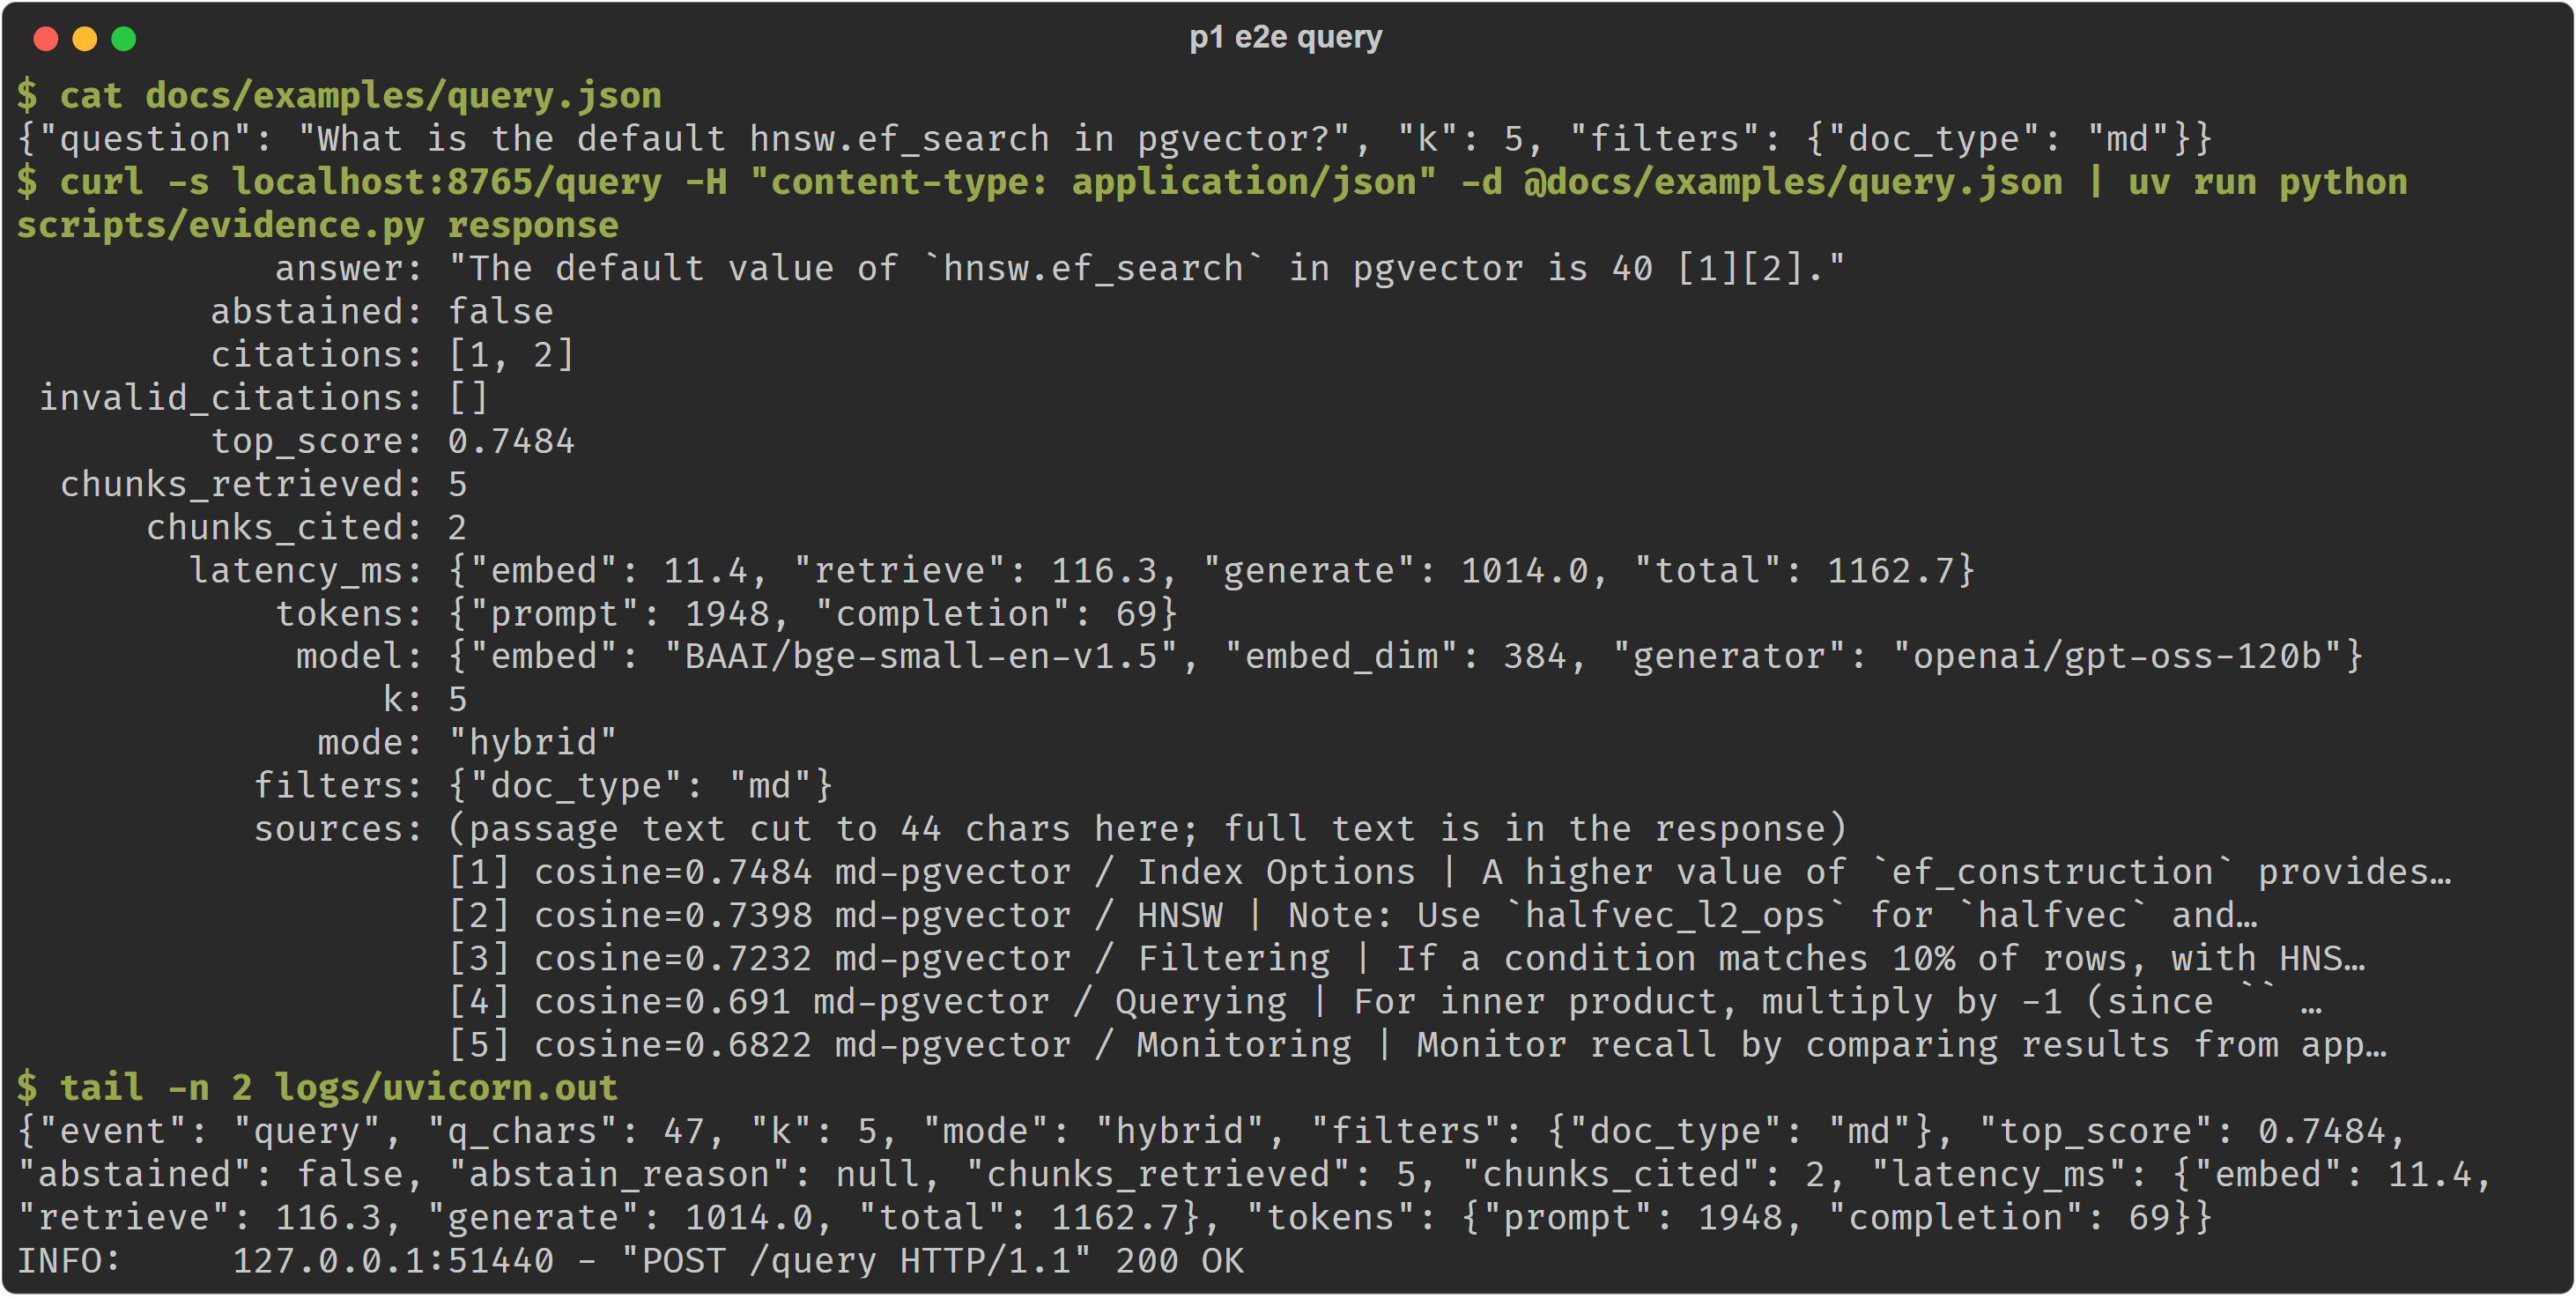 p1 e2e query
$ cat docs/examples/query.json
{"question": "What is the default hnsw.ef_search in pgvector?", "k": 5, "filters": {"doc_type": "md"}}
$ curl -s localhost:8765/query -H "content-type: application/json" -d @docs/examples/query.json | uv run python
scripts/evidence.py response
answer: "The default value of `hnsw.ef_search` in pgvector is 40 [1][2]."
abstained: false
citations: [1, 2]
invalid_citations: []
top_score: 0.7484
chunks_retrieved: 5
chunks_cited: 2
latency_ms: {"embed": 11.4, "retrieve": 116.3, "generate": 1014.0, "total": 1162.7}
tokens: {"prompt": 1948, "completion": 69}
model: {"embed": "BAAI/bge-small-en-v1.5", "embed_dim": 384, "generator": "openai/gpt-oss-120b"}
k: 5
mode: "hybrid"
filters: {"doc_type": "md"}
sources: (passage text cut to 44 chars here; full text is in the response)
[1] cosine=0.7484 md-pgvector / Index Options | A higher value of `ef_construction` provides…
[2] cosine=0.7398 md-pgvector / HNSW | Note: Use `halfvec_l2_ops` for `halfvec` and…
[3] cosine=0.7232 md-pgvector / Filtering | If a condition matches 10% of rows, with HNS…
[4] cosine=0.691 md-pgvector / Querying | For inner product, multiply by -1 (since `` …
[5] cosine=0.6822 md-pgvector / Monitoring | Monitor recall by comparing results from app…
$ tail -n 2 logs/uvicorn.out
{"event": "query", "q_chars": 47, "k": 5, "mode": "hybrid", "filters": {"doc_type": "md"}, "top_score": 0.7484,
"abstained": false, "abstain_reason": null, "chunks_retrieved": 5, "chunks_cited": 2, "latency_ms": {"embed": 11.4,
"retrieve": 116.3, "generate": 1014.0, "total": 1162.7}, "tokens": {"prompt": 1948, "completion": 69}}
INFO:     127.0.0.1:51440 - "POST /query HTTP/1.1" 200 OK